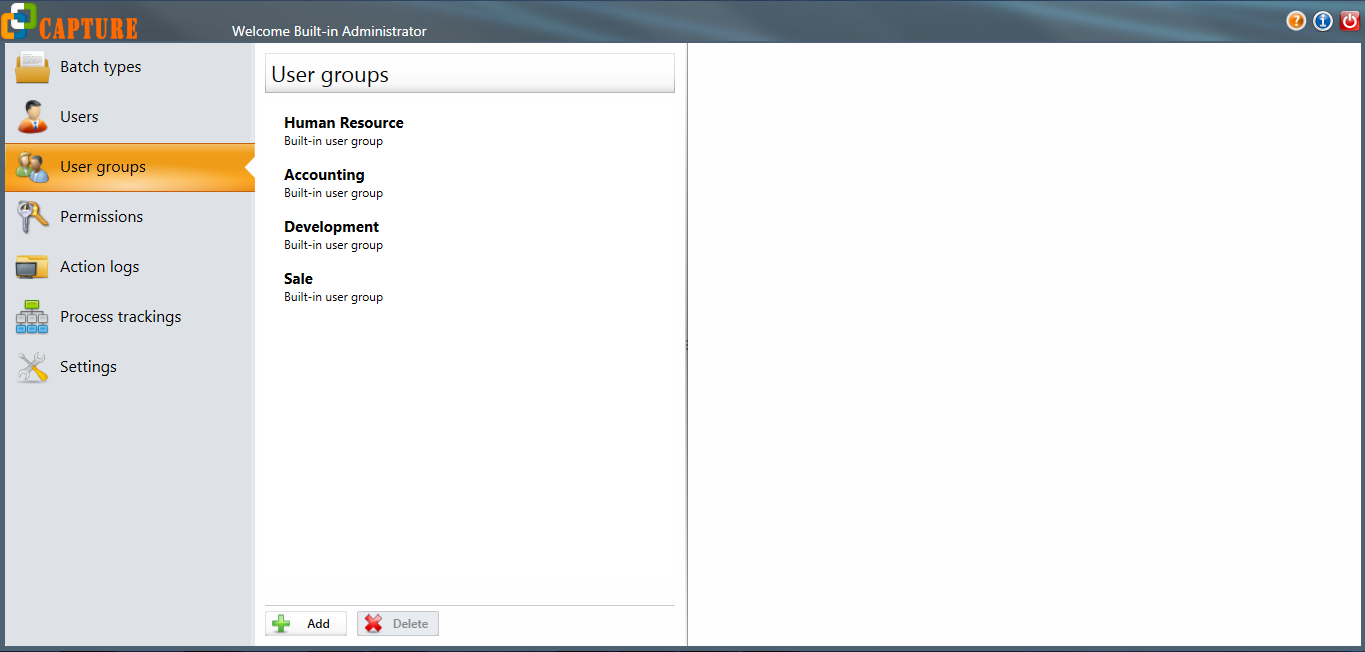 CAPTURE
Welcome Built-in Administrator
Batch types
Users
User groups
Permissions
Action logs
Process trackings
Settings
User groups
Human Resource
Built-in user group
Accounting
Built-in user group
Development
Built-in user group
Sale
Built-in user group
Add
Delete